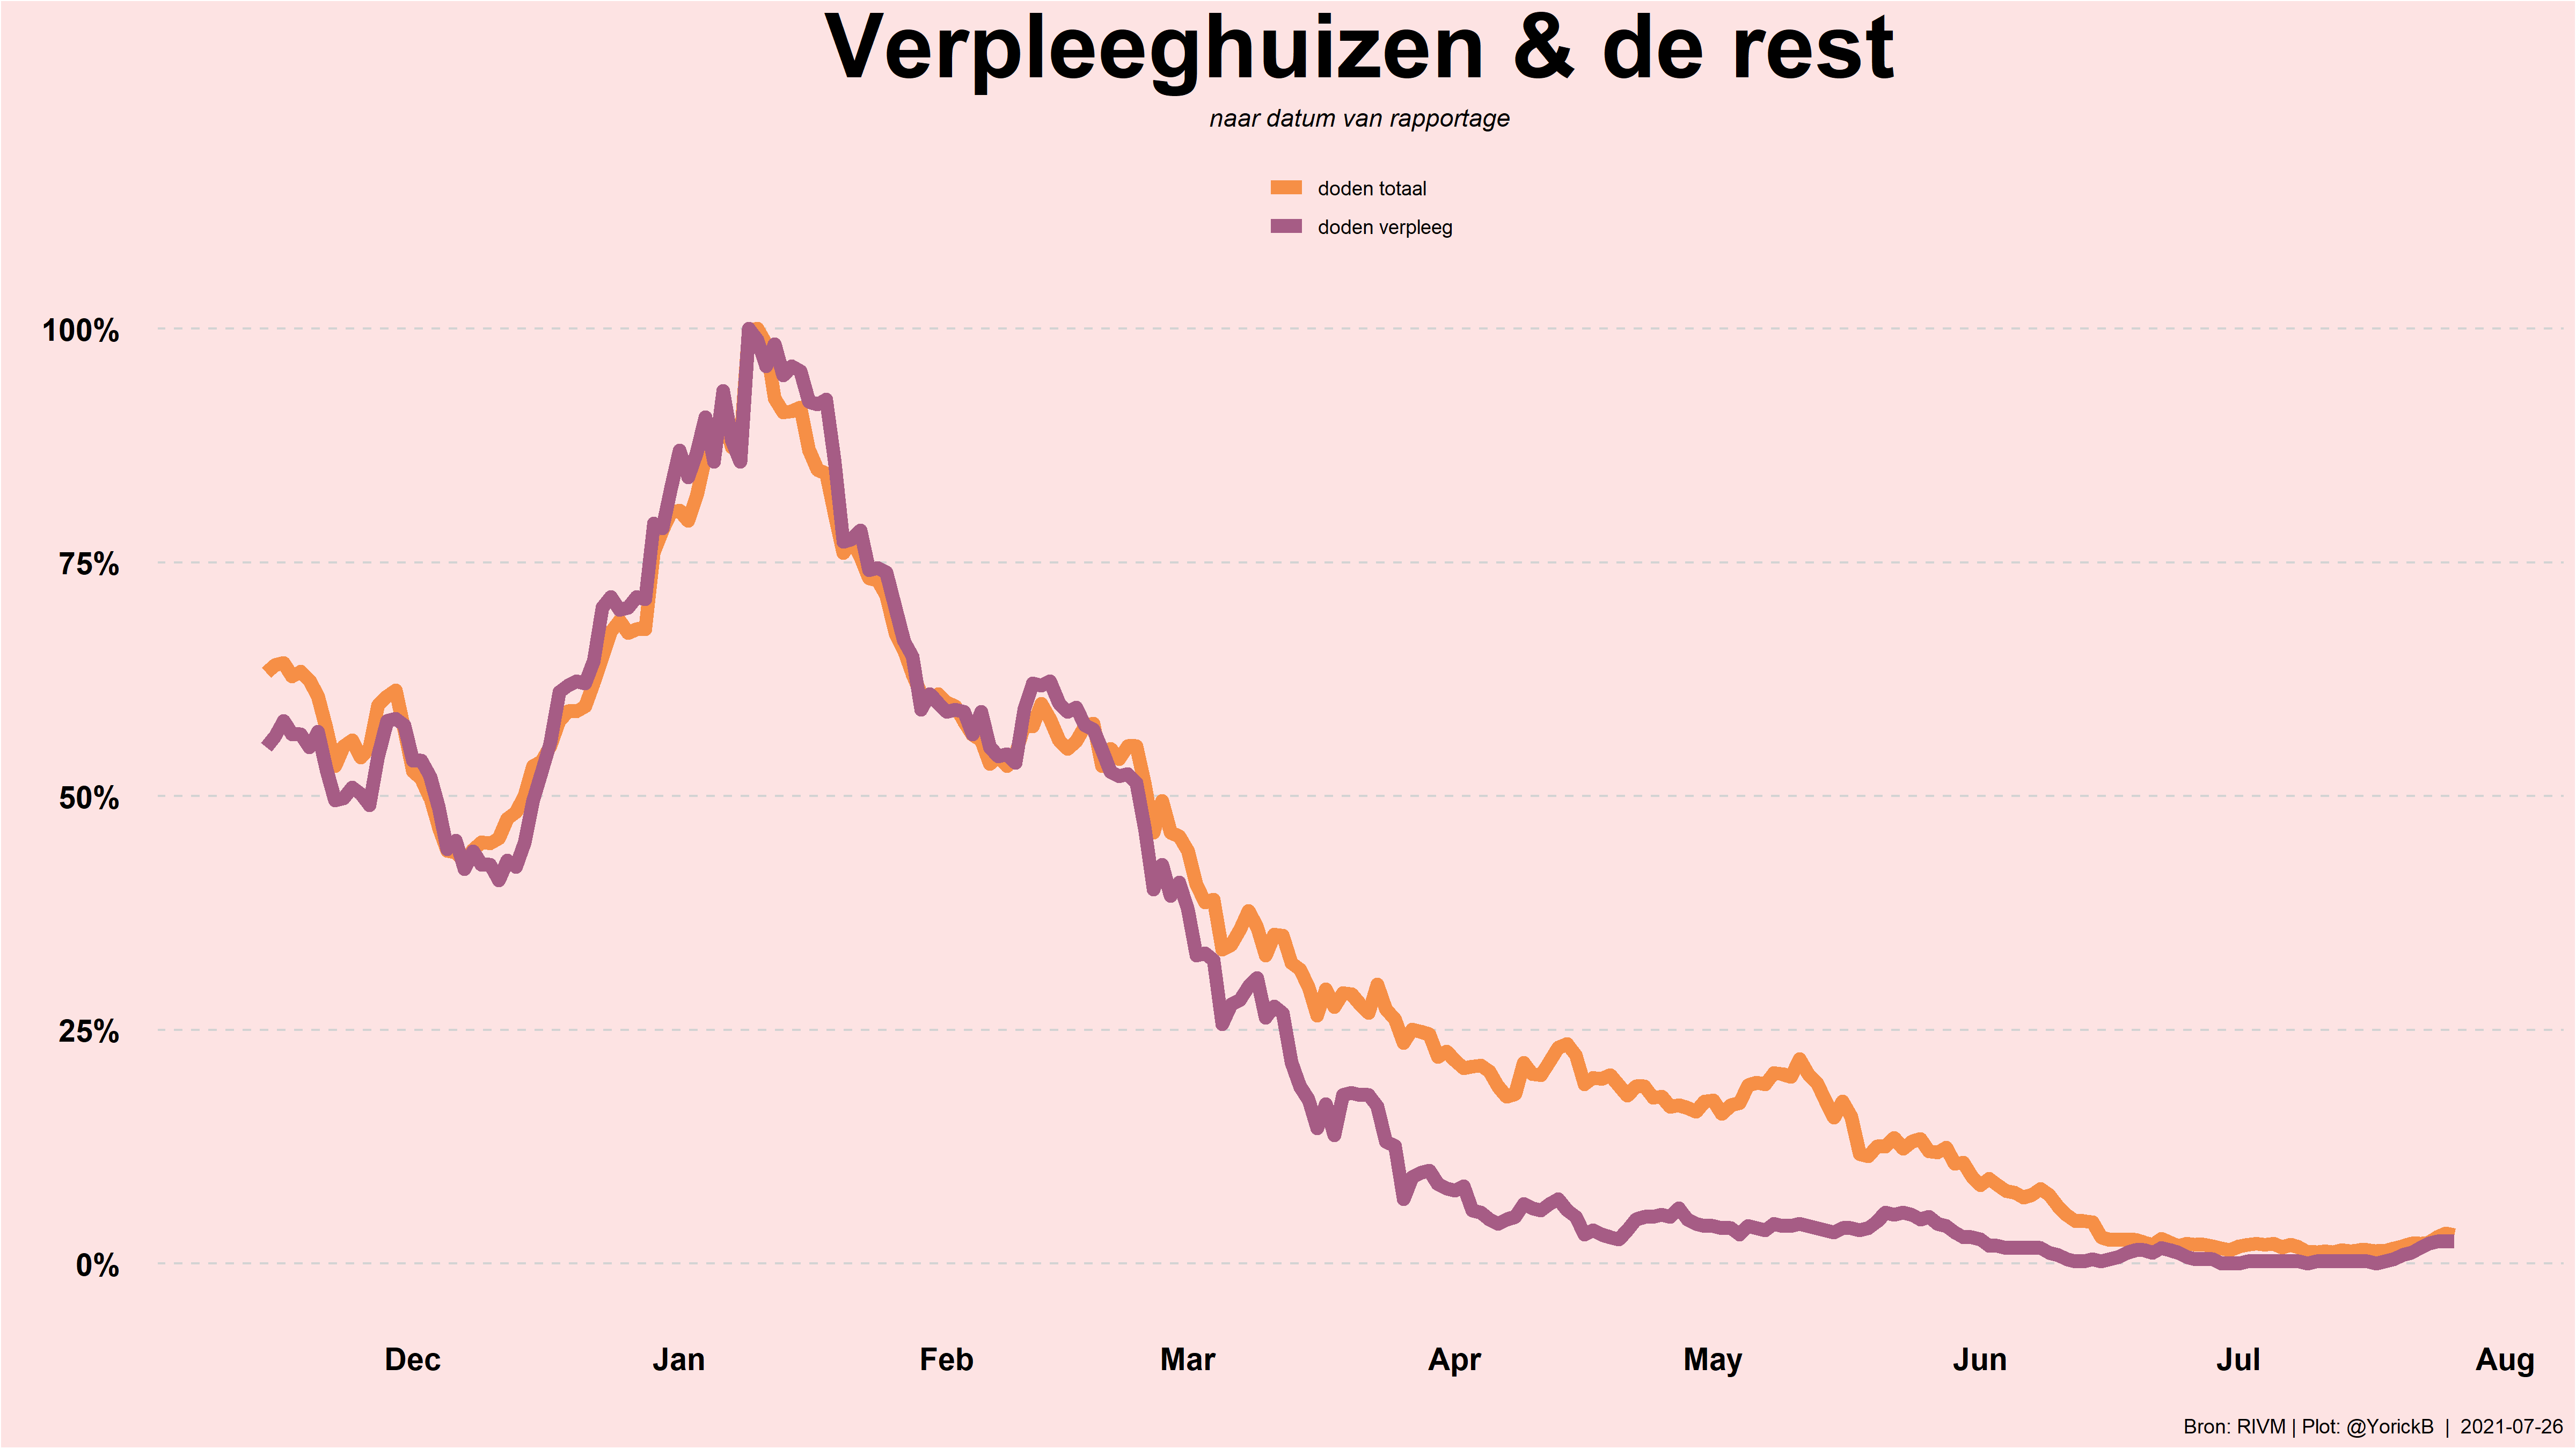 Verpleeghuizen & de rest
naar datum van rapportage
doden totaal
doden verpleeg
100%
75%
50%
25%
0%
Dec Jan Feb Mar Apr May Jun Jul Aug
Bron: RIVM | Plot: @YorickB | 2021-07-26